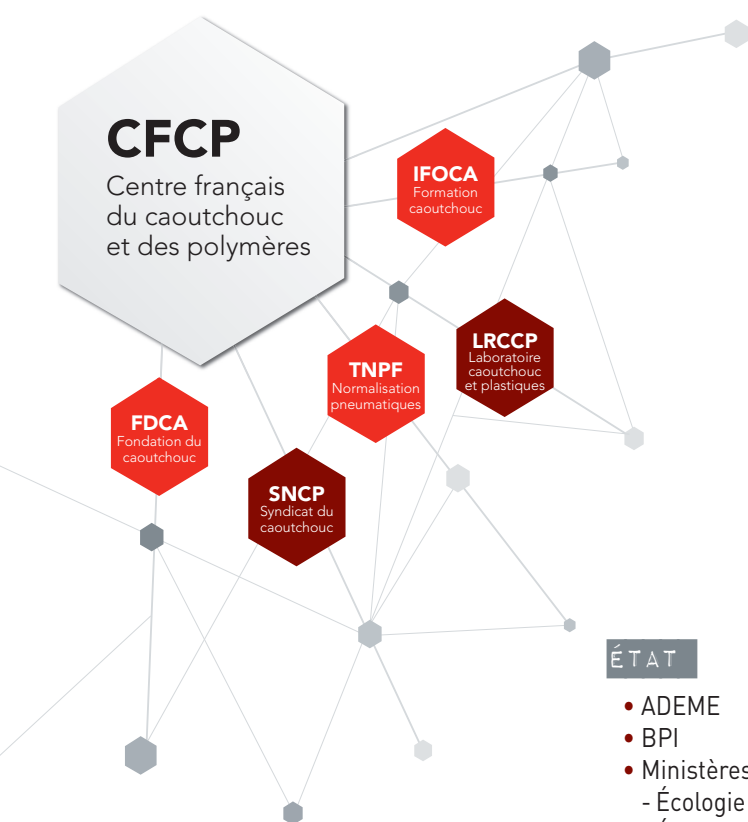 CFCP
Centre français
du caoutchouc
et des polymères
IFOCA
Formation
caoutchouc
LRCCP
Laboratoire
caoutchouc
et plastiques
TNPF
Normalisation
pneumatiques
FDCA
Fondation du
caoutchouc
SNCP
Syndicat du
caoutchouc
ÉTAT
• ADEME
• BPI
• Ministères
- Écologie